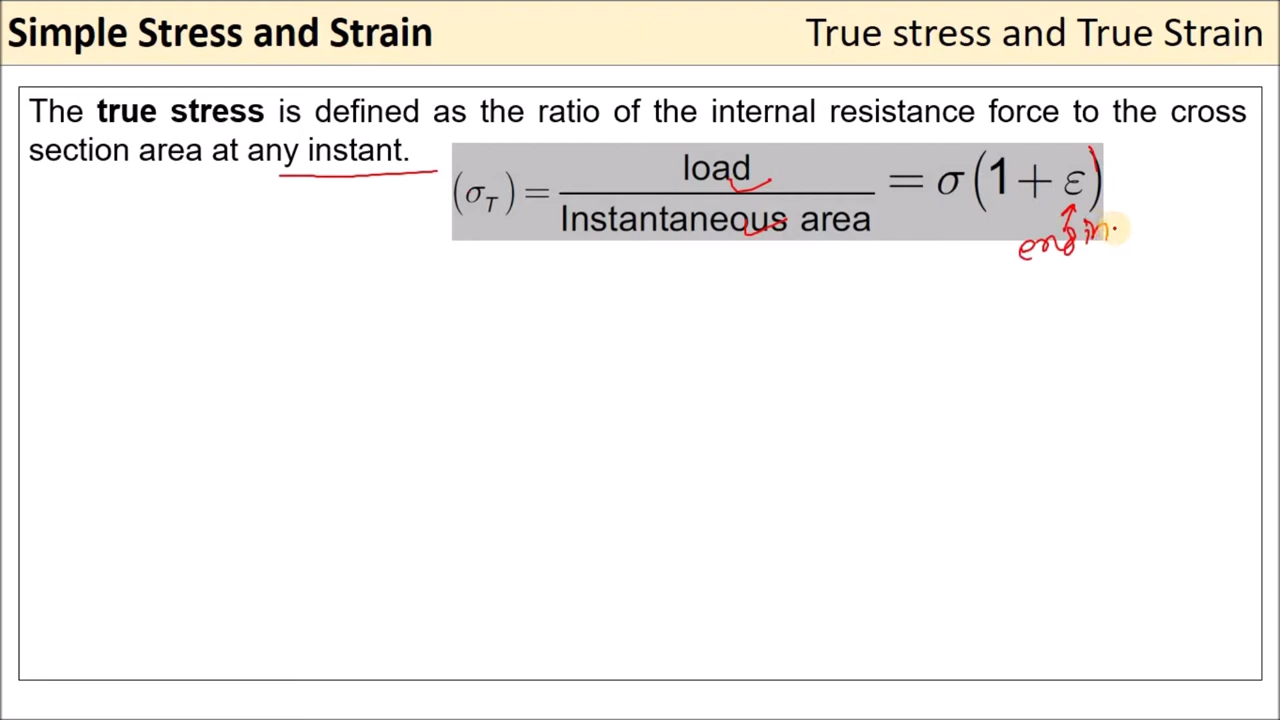 Simple Stress and Strain
True stress and True Strain
The true stress is defined as the ratio of the internal resistance force to the cross
section area at any instant.
(σT) = load / Instantaneous area = σ(1 + ε)
engin.